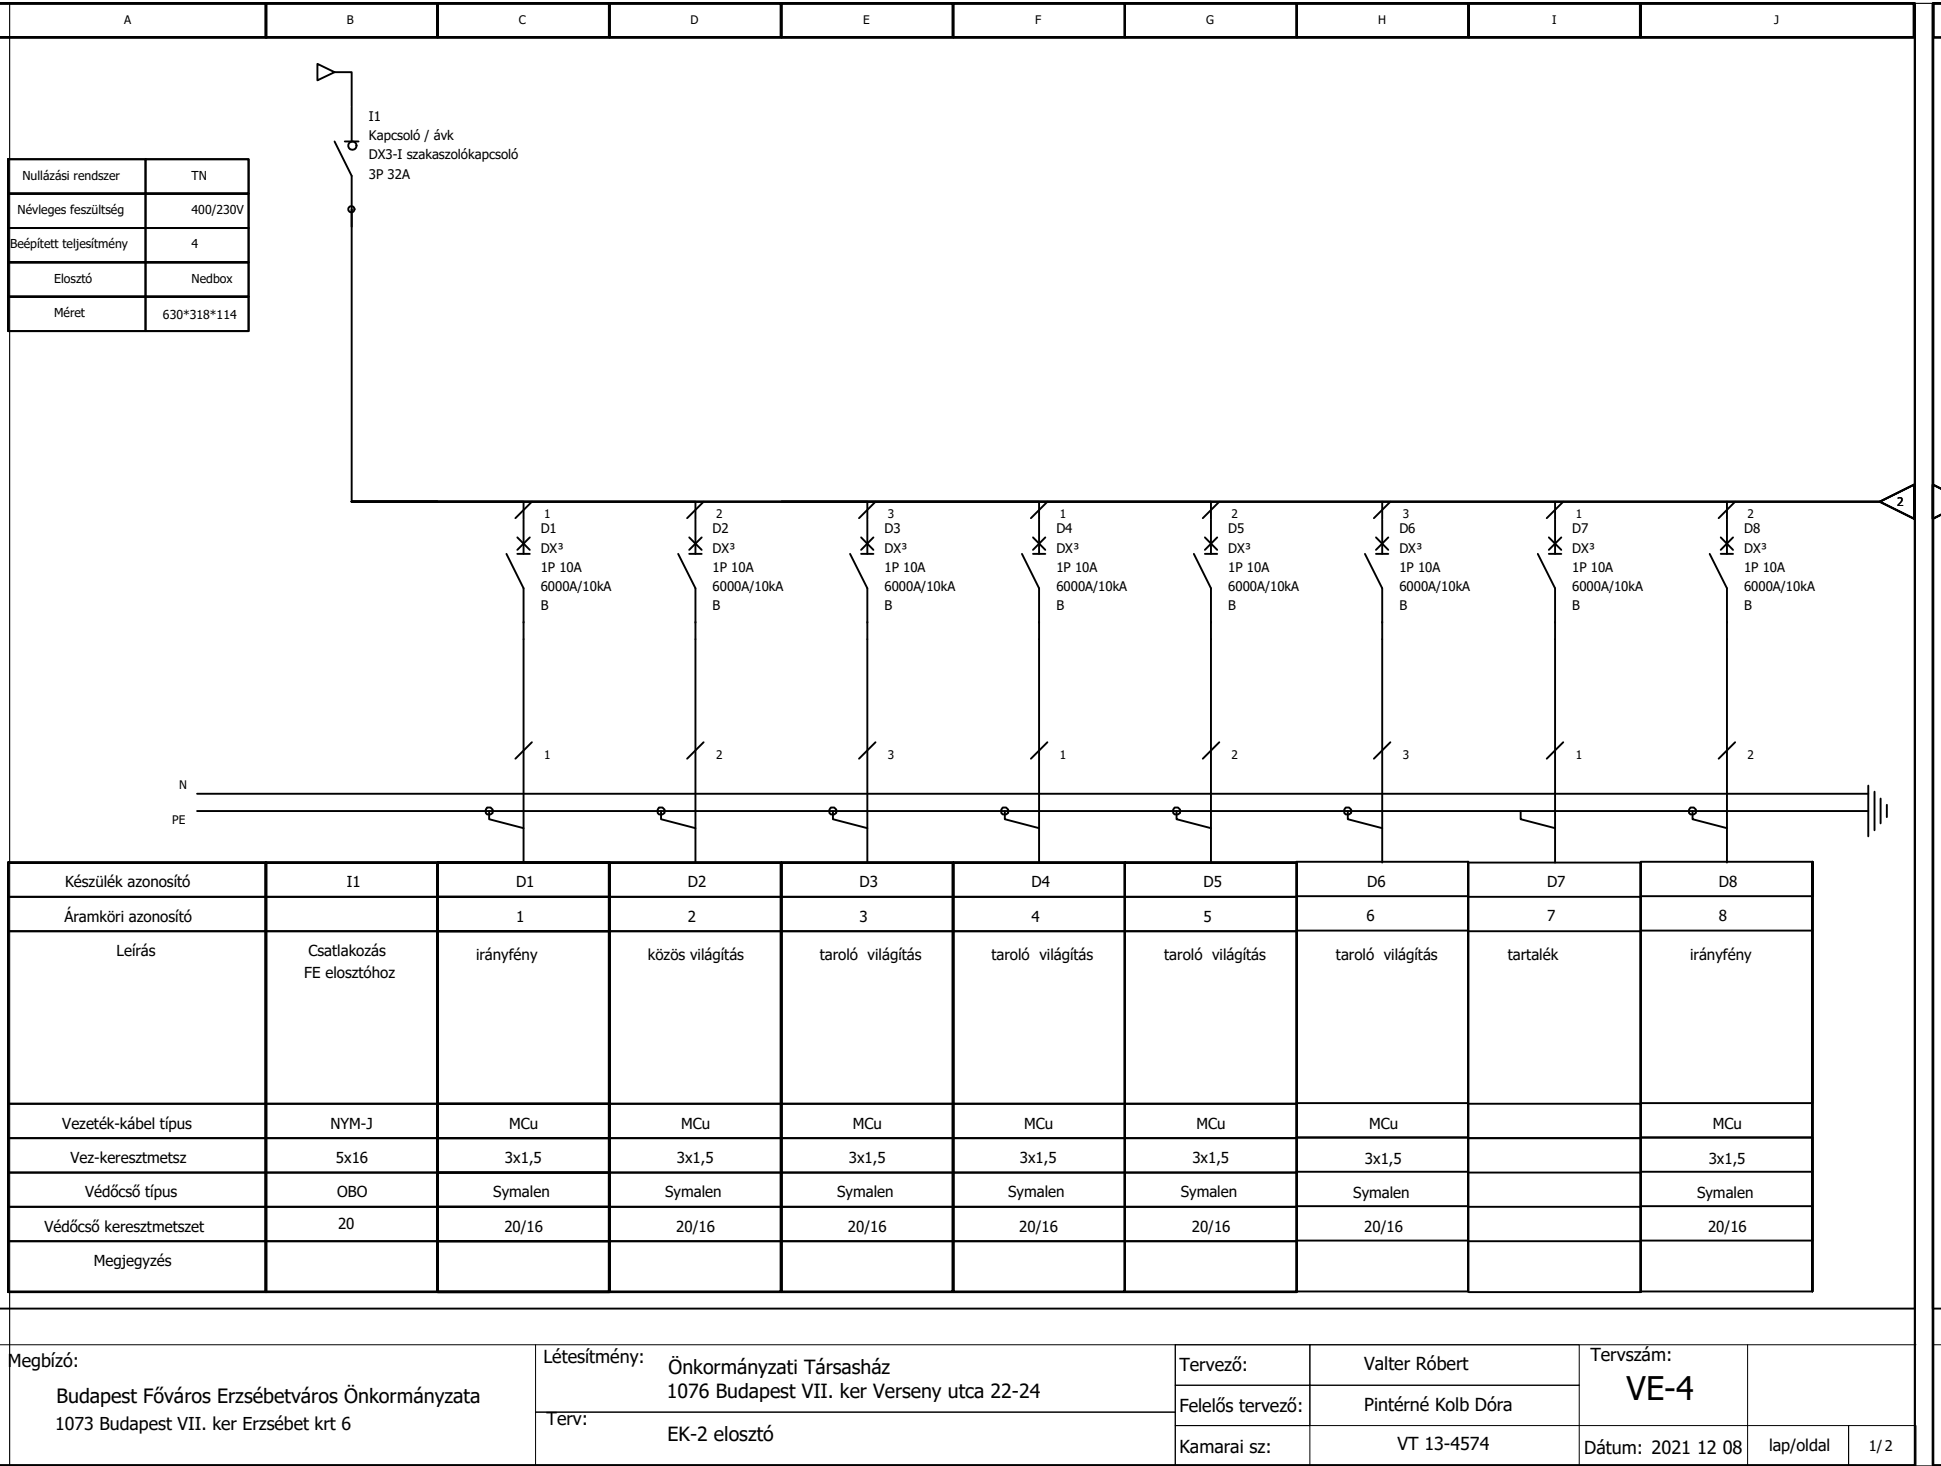 A B C D E F G H I J
I1
Kapcsoló / ávk
DX3-I szakaszolókapcsoló
3P 32A
Nullázási rendszer TN
Névleges feszültség 400/230V
Beépített teljesítmény 4
Elosztó Nedbox
Méret 630*318*114
2
1 2 3 1 2 3 1 2
D1 D2 D3 D4 D5 D6 D7 D8
DX³ DX³ DX³ DX³ DX³ DX³ DX³ DX³
1P 10A 1P 10A 1P 10A 1P 10A 1P 10A 1P 10A 1P 10A 1P 10A
6000A/10kA 6000A/10kA 6000A/10kA 6000A/10kA 6000A/10kA 6000A/10kA 6000A/10kA 6000A/10kA
B B B B B B B B
1 2 3 1 2 3 1 2
N
PE
Készülék azonosító I1 D1 D2 D3 D4 D5 D6 D7 D8
Áramköri azonosító 1 2 3 4 5 6 7 8
Leírás Csatlakozás irányfény közös világítás taroló világítás taroló világítás taroló világítás taroló világítás tartalék irányfény
FE elosztóhoz
Vezeték-kábel típus NYM-J MCu MCu MCu MCu MCu MCu MCu
Vez-keresztmetsz 5x16 3x1,5 3x1,5 3x1,5 3x1,5 3x1,5 3x1,5 3x1,5
Védőcső típus OBO Symalen Symalen Symalen Symalen Symalen Symalen Symalen
Védőcső keresztmetszet 20 20/16 20/16 20/16 20/16 20/16 20/16 20/16
Megjegyzés
Megbízó:
Budapest Főváros Erzsébetváros Önkormányzata
1073 Budapest VII. ker Erzsébet krt 6
Létesítmény: Önkormányzati Társasház
1076 Budapest VII. ker Verseny utca 22-24
Terv:
EK-2 elosztó
Tervező: Valter Róbert
Felelős tervező: Pintérné Kolb Dóra
Kamarai sz: VT 13-4574
Tervszám:
VE-4
Dátum: 2021 12 08 lap/oldal 1/2